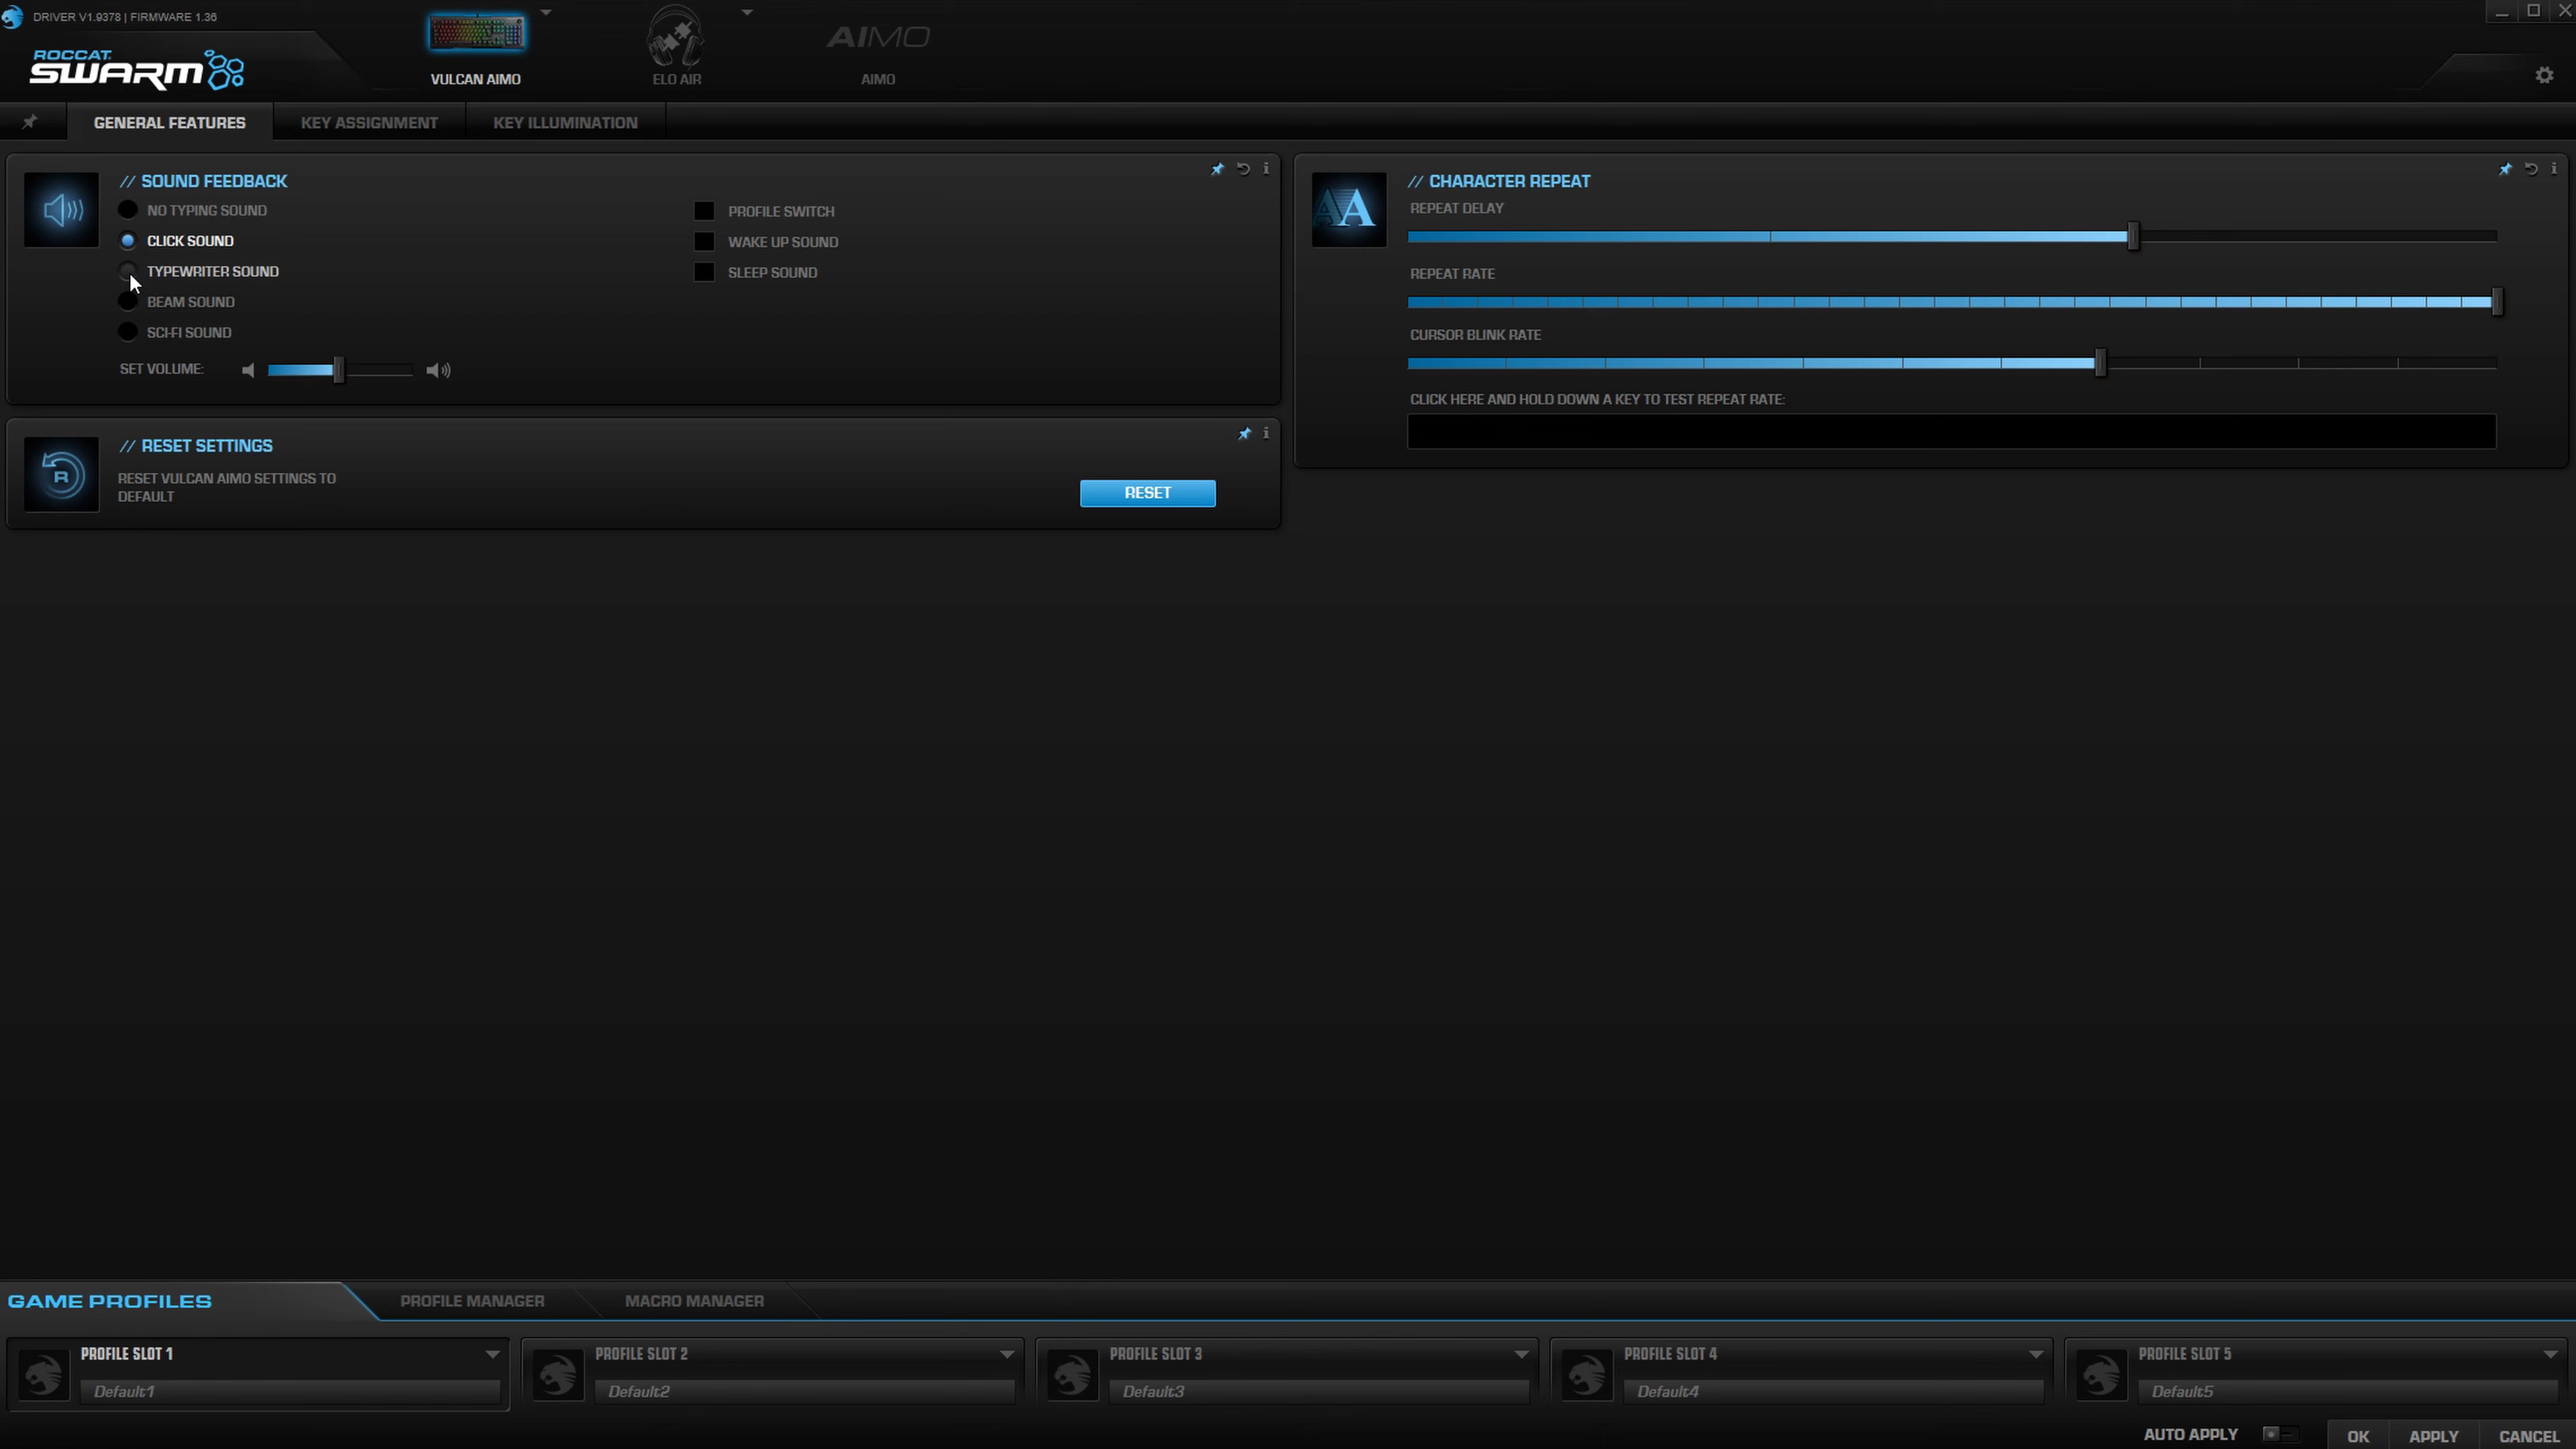 DRIVER V1.9378 | FIRMWARE 1.36
ROCCAT
SWARM
VULCAN AIMO
ELO AIR
AIMO
AIMO
GENERAL FEATURES
KEY ASSIGNMENT
KEY ILLUMINATION
// SOUND FEEDBACK
NO TYPING SOUND
CLICK SOUND
TYPEWRITER SOUND
BEAM SOUND
SCI-FI SOUND
SET VOLUME:
PROFILE SWITCH
WAKE UP SOUND
SLEEP SOUND
// CHARACTER REPEAT
REPEAT DELAY
REPEAT RATE
CURSOR BLINK RATE
CLICK HERE AND HOLD DOWN A KEY TO TEST REPEAT RATE:
// RESET SETTINGS
RESET VULCAN AIMO SETTINGS TO
DEFAULT
RESET
GAME PROFILES
PROFILE MANAGER
MACRO MANAGER
PROFILE SLOT 1
Default1
PROFILE SLOT 2
Default2
PROFILE SLOT 3
Default3
PROFILE SLOT 4
Default4
PROFILE SLOT 5
Default5
AUTO APPLY
OK
APPLY
CANCEL